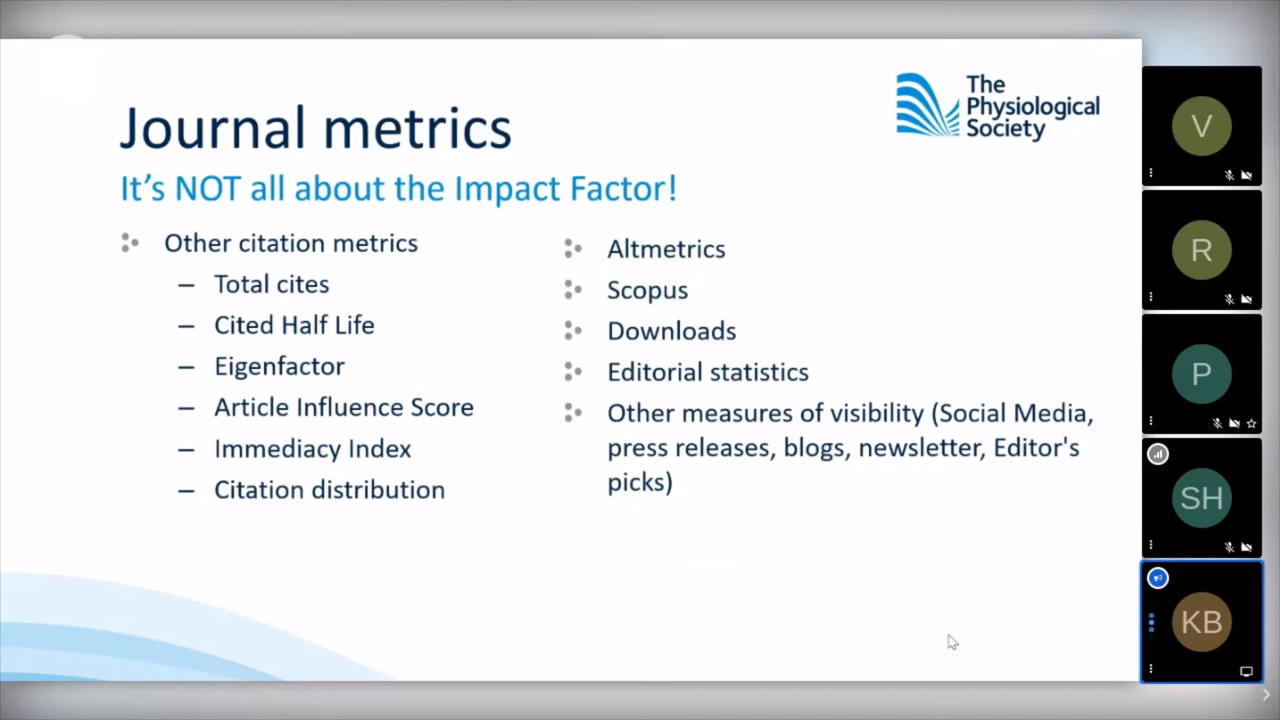 The
Physiological
Society
Journal metrics
It's NOT all about the Impact Factor!
Other citation metrics
– Total cites
– Cited Half Life
– Eigenfactor
– Article Influence Score
– Immediacy Index
– Citation distribution
Altmetrics
Scopus
Downloads
Editorial statistics
Other measures of visibility (Social Media,
press releases, blogs, newsletter, Editor's
picks)
V
R
P
SH
KB